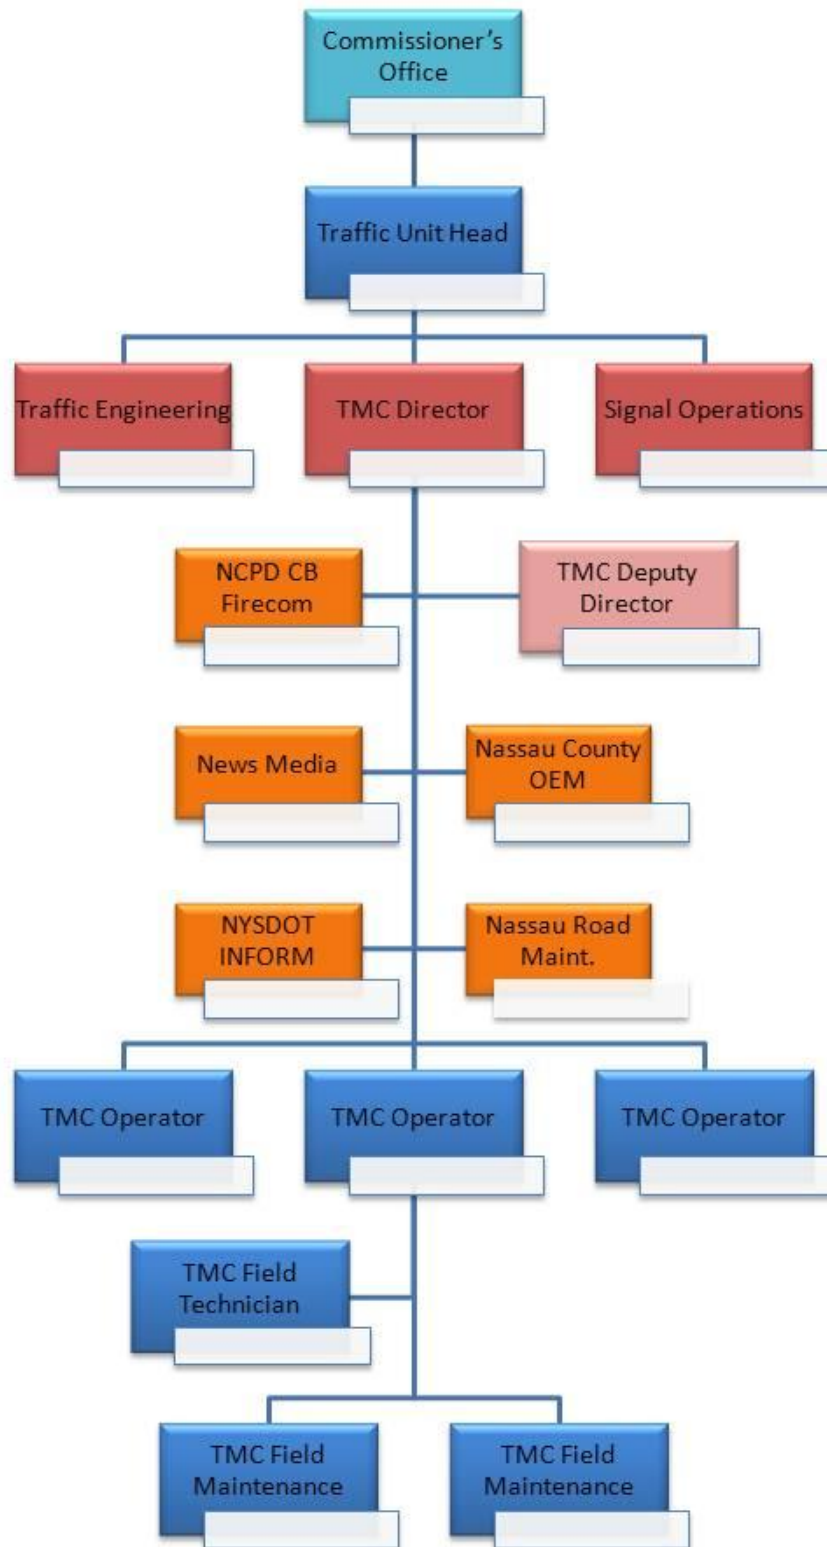 Commissioner's
Office
Traffic Unit Head
Traffic Engineering
TMC Director
Signal Operations
NCPD CB
Firecom
TMC Deputy
Director
News Media
Nassau County
OEM
NYSDOT
INFORM
Nassau Road
Maint.
TMC Operator
TMC Operator
TMC Operator
TMC Field
Technician
TMC Field
Maintenance
TMC Field
Maintenance